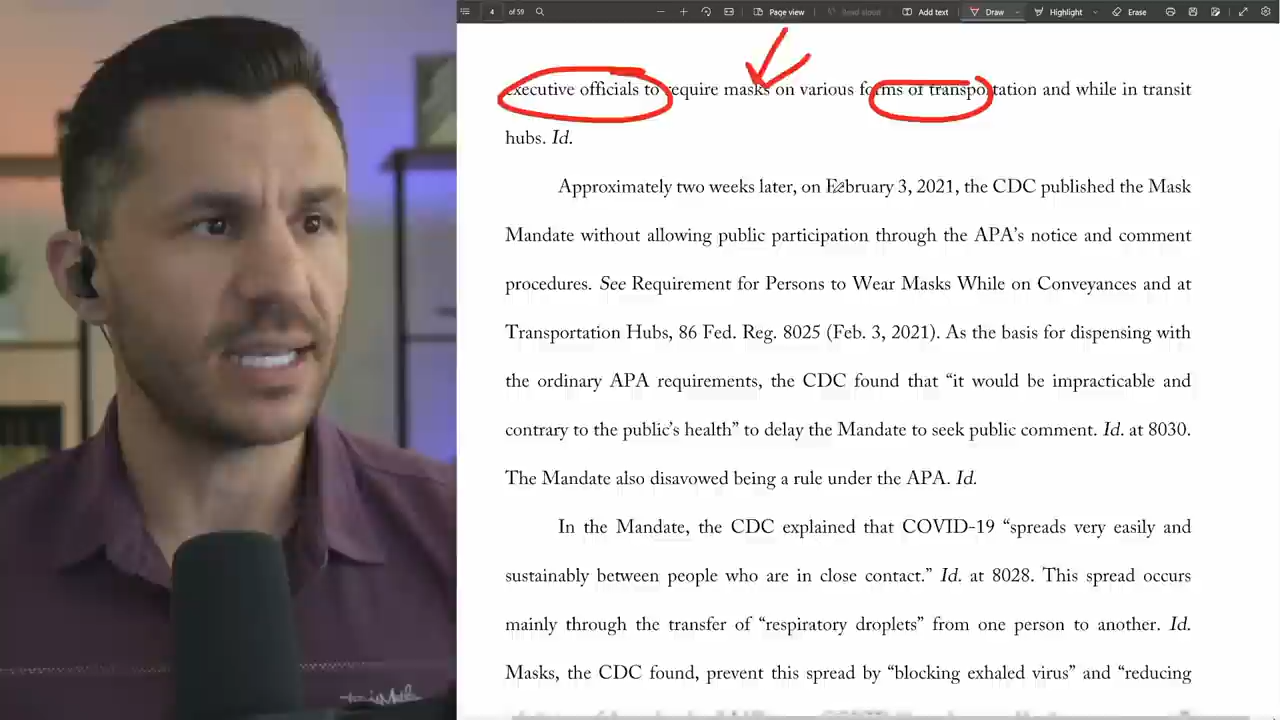 4 of 59 Page view Read aloud Add text Draw Highlight Erase
executive officials to require masks on various forms of transportation and while in transit
hubs. Id.
Approximately two weeks later, on February 3, 2021, the CDC published the Mask
Mandate without allowing public participation through the APA’s notice and comment
procedures. See Requirement for Persons to Wear Masks While on Conveyances and at
Transportation Hubs, 86 Fed. Reg. 8025 (Feb. 3, 2021). As the basis for dispensing with
the ordinary APA requirements, the CDC found that “it would be impracticable and
contrary to the public’s health” to delay the Mandate to seek public comment. Id. at 8030.
The Mandate also disavowed being a rule under the APA. Id.
In the Mandate, the CDC explained that COVID-19 “spreads very easily and
sustainably between people who are in close contact.” Id. at 8028. This spread occurs
mainly through the transfer of “respiratory droplets” from one person to another. Id.
Masks, the CDC found, prevent this spread by “blocking exhaled virus” and “reducing